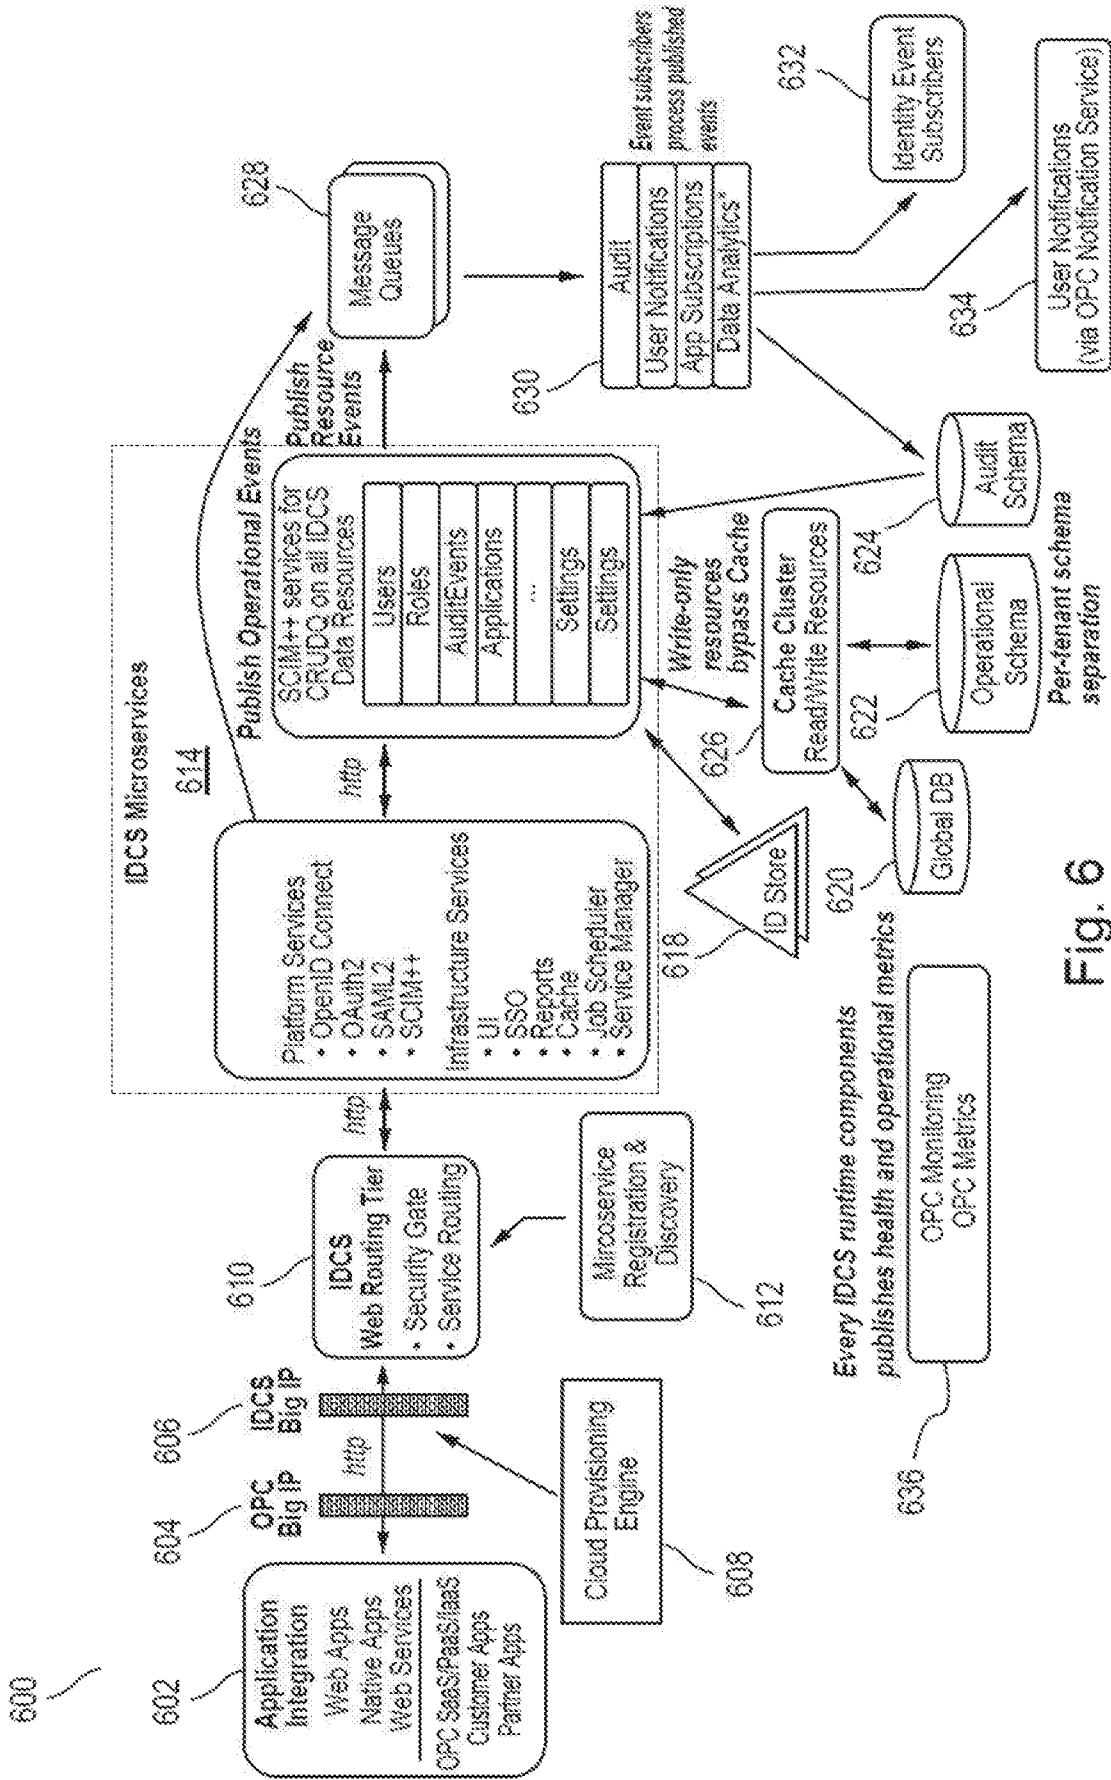 600
602
Application
Integration
Web Apps
Native Apps
Web Services
OPC SaaS/PaaS/IaaS
Customer Apps
Partner Apps
604
OPC
Big IP
http
606
IDCS
Big IP
Cloud Provisioning
Engine
608
610
IDCS
Web Routing Tier
• Security Gate
• Service Routing
Mircoservice
Registration &
Discovery
612
http
IDCS Microservices
614
Platform Services
• OpenID Connect
• OAuth2
• SAML2
• SCIM++
Infrastructure Services
• UI
• SSO
• Reports
• Cache
• Job Scheduler
• Service Manager
http
Publish Operational Events
SCIM++ services for
CRUDQ on all IDCS
Data Resources
Users
Roles
AuditEvents
Applications
...
Settings
Settings
Publish
Resource
Events
628
Message
Queues
630
Audit
User Notifications
App Subscriptions
Data Analytics*
Event subscribers
process published
events
632
Identity Event
Subscribers
634
User Notifications
(via OPC Notification Service)
618
ID Store
Write-only
resources
bypass Cache
626
Cache Cluster
Read/Write Resources
620
Global DB
622
Operational
Schema
624
Audit
Schema
Per-tenant schema
separation
Every IDCS runtime components
publishes health and operational metrics
OPC Monitoring
OPC Metrics
636
Fig. 6